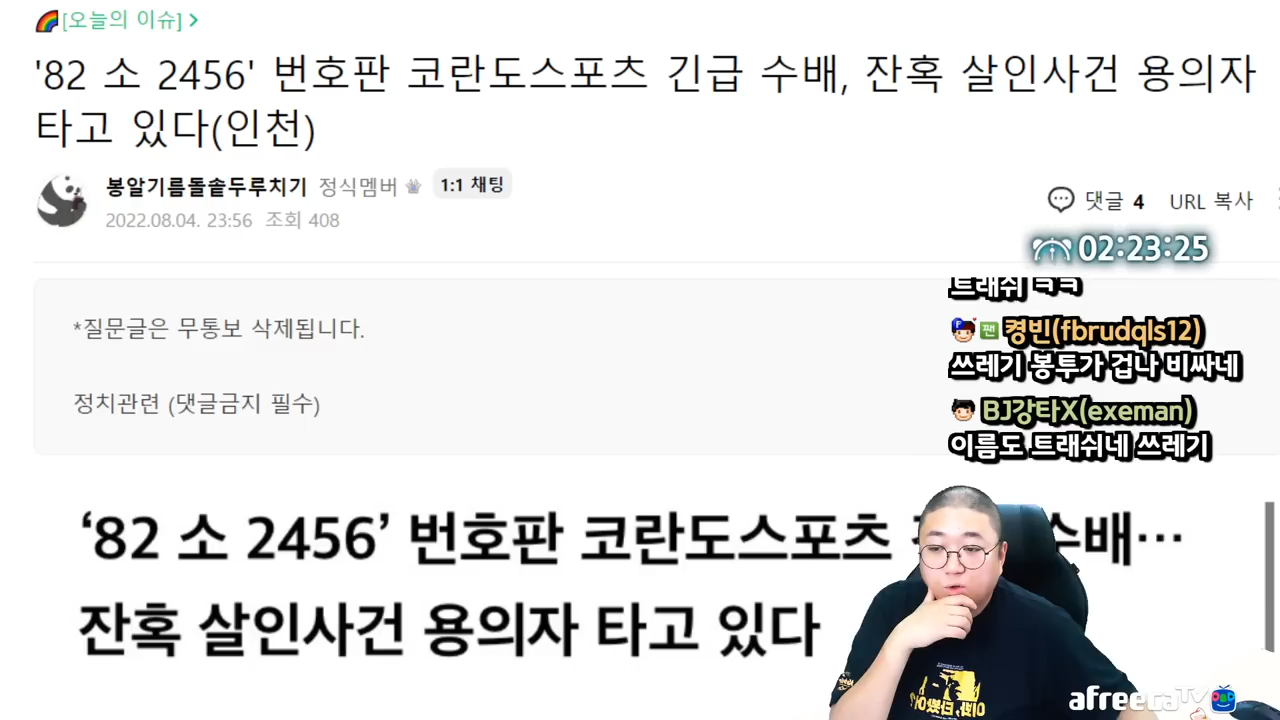 [오늘의 이슈] >
'82 소 2456' 번호판 코란도스포츠 긴급 수배, 잔혹 살인사건 용의자
타고 있다(인천)
봉알기름돌솥두루치기 정식멤버 1:1 채팅
2022.08.04. 23:56 조회 408
댓글 4 URL 복사
02:23:25
*질문글은 무통보 삭제됩니다.
정치관련 (댓글금지 필수)
트래쉬 ㅋㅋ
팬 켱빈(fbrudqls12)
쓰레기 봉투가 겁나 비싸네
BJ강타X(exeman)
이름도 트래쉬네 쓰레기
‘82 소 2456’ 번호판 코란도스포츠 수배…
잔혹 살인사건 용의자 타고 있다
afreecaTV